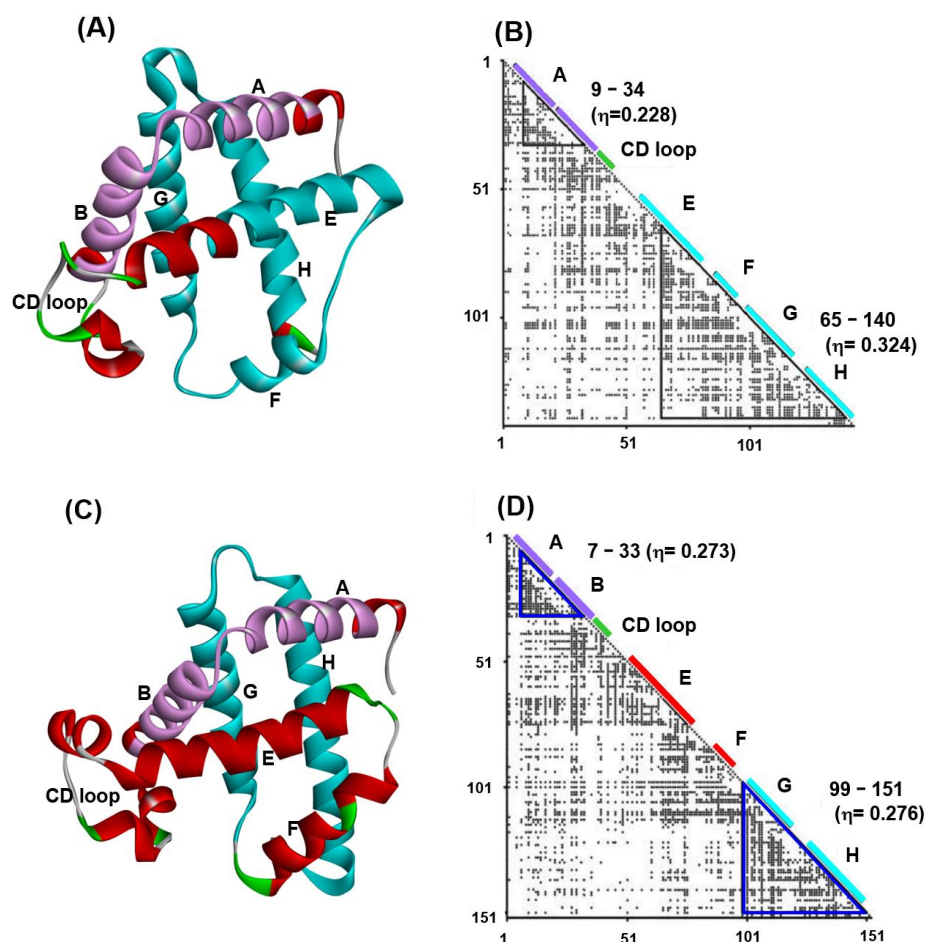 (A)
A
B
G
E
H
CD loop
F
(B)
1
A
9 – 34
(η=0.228)
CD loop
51
E
F
101
G
65 – 140
(η= 0.324)
H
1
51
101
(C)
A
H
B
G
E
CD loop
F
(D)
1
A
7 – 33 (η= 0.273)
B
CD loop
51
E
F
101
G
99 – 151
(η= 0.276)
H
151
1
51
101
151